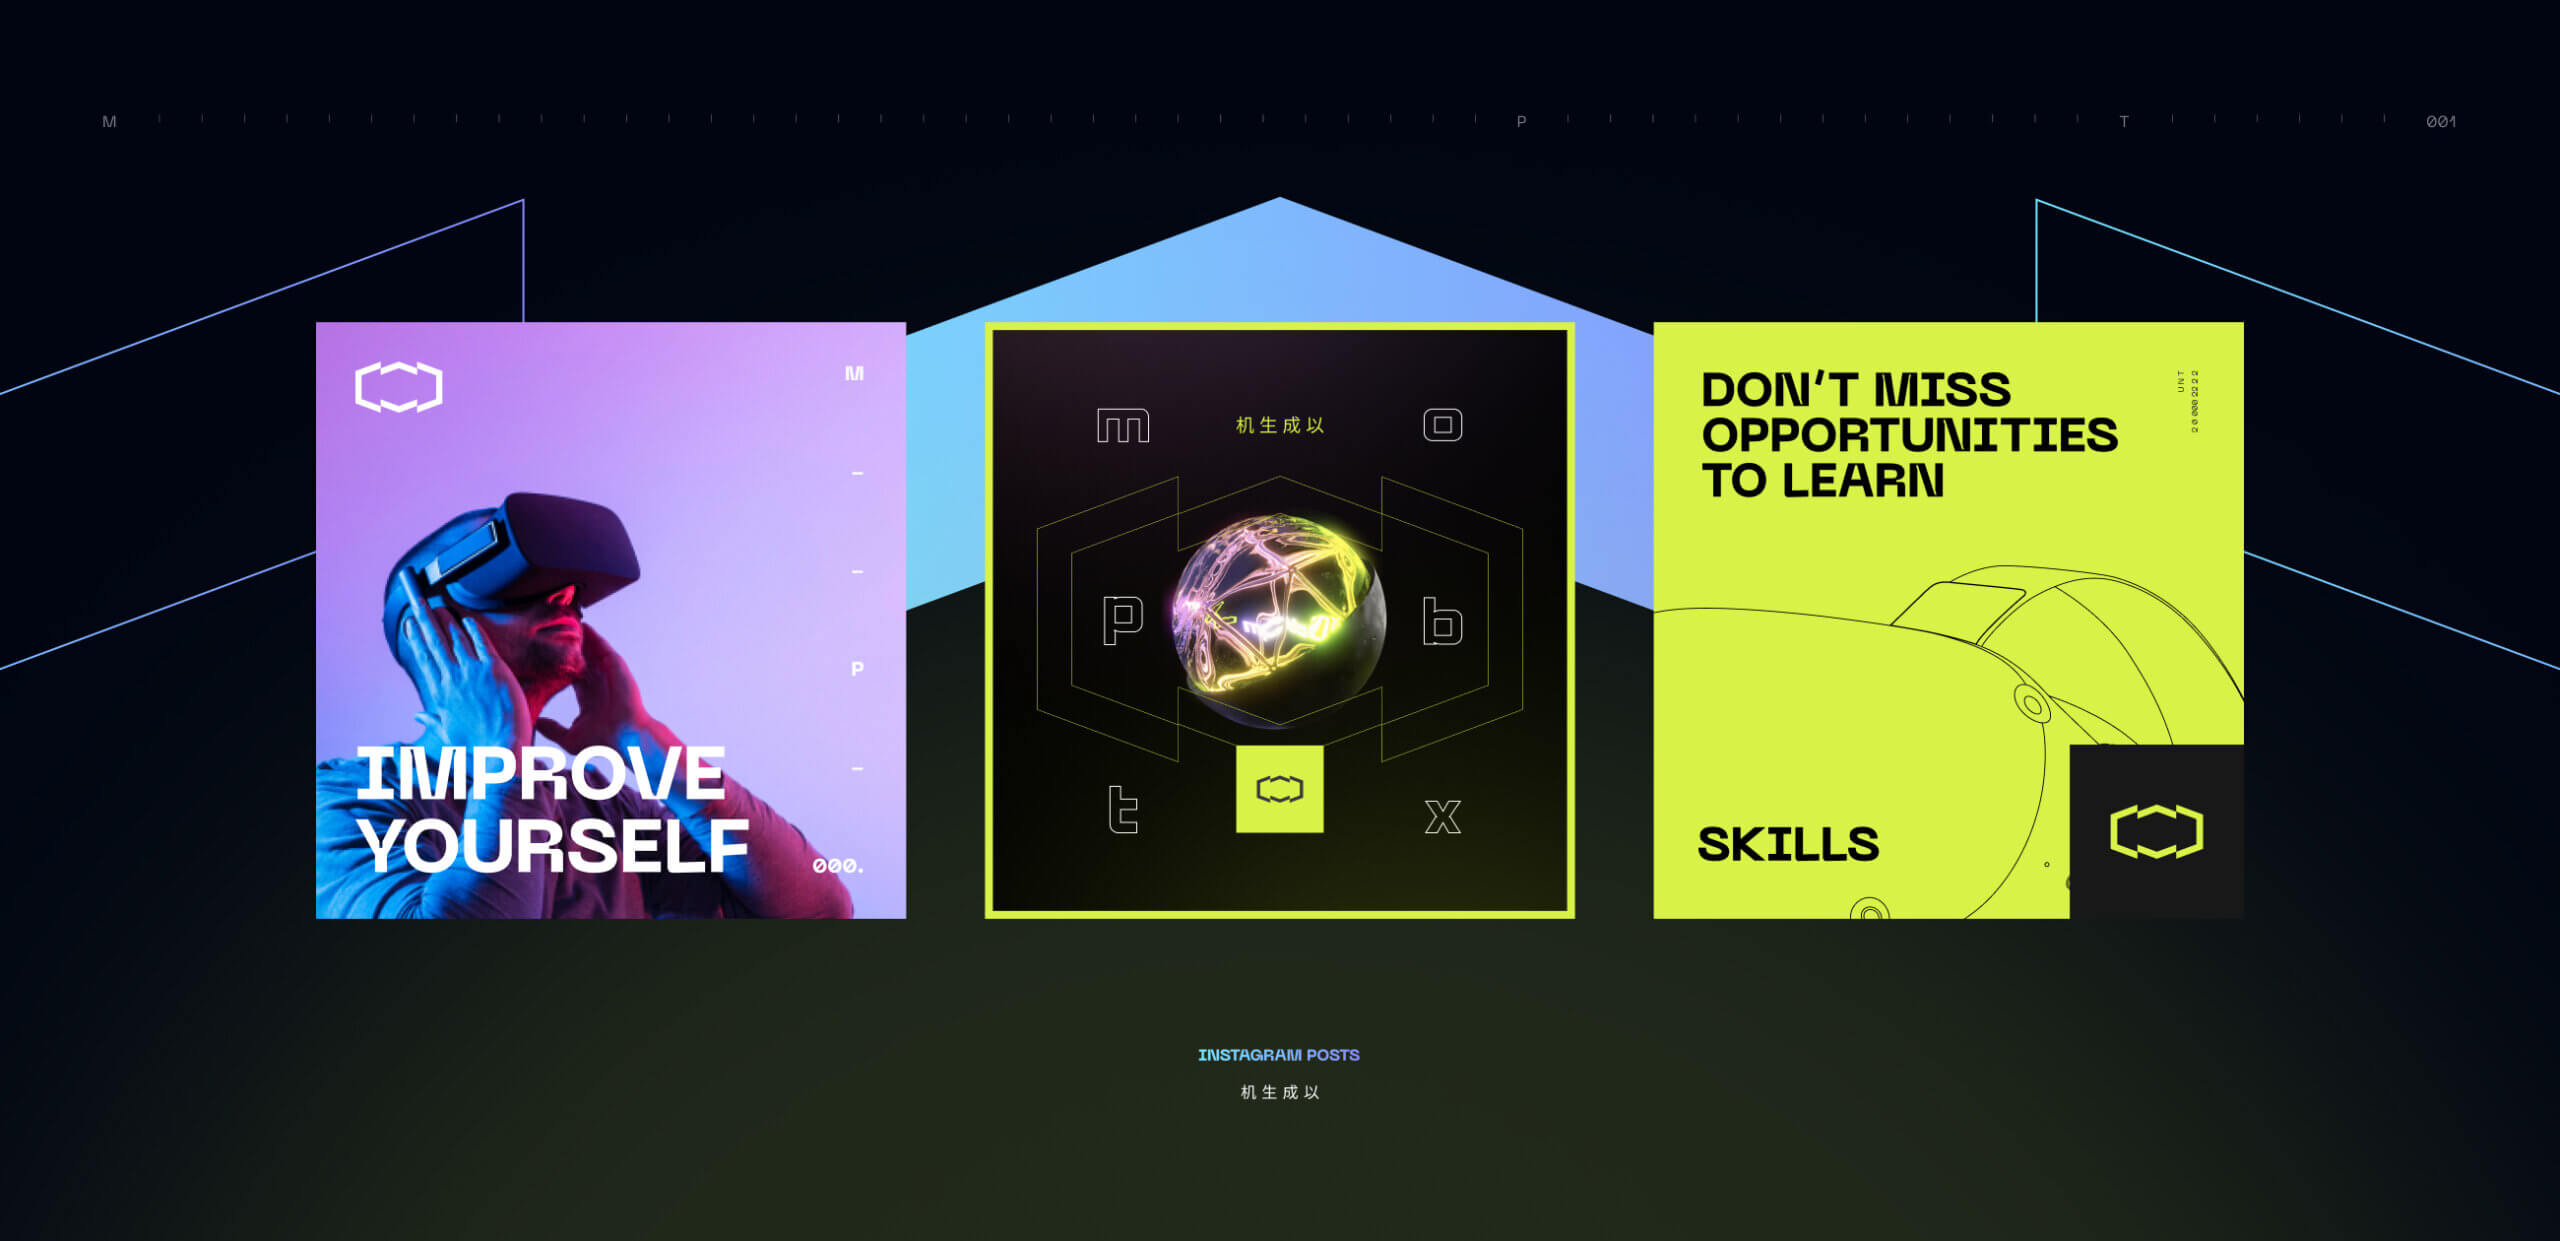 M
P
T
001
M
P
IMPROVE
YOURSELF
000.
m
机生成以
o
p
b
t
x
DON'T MISS
OPPORTUNITIES
TO LEARN
UNT
20000222
SKILLS
INSTAGRAM POSTS
机生成以